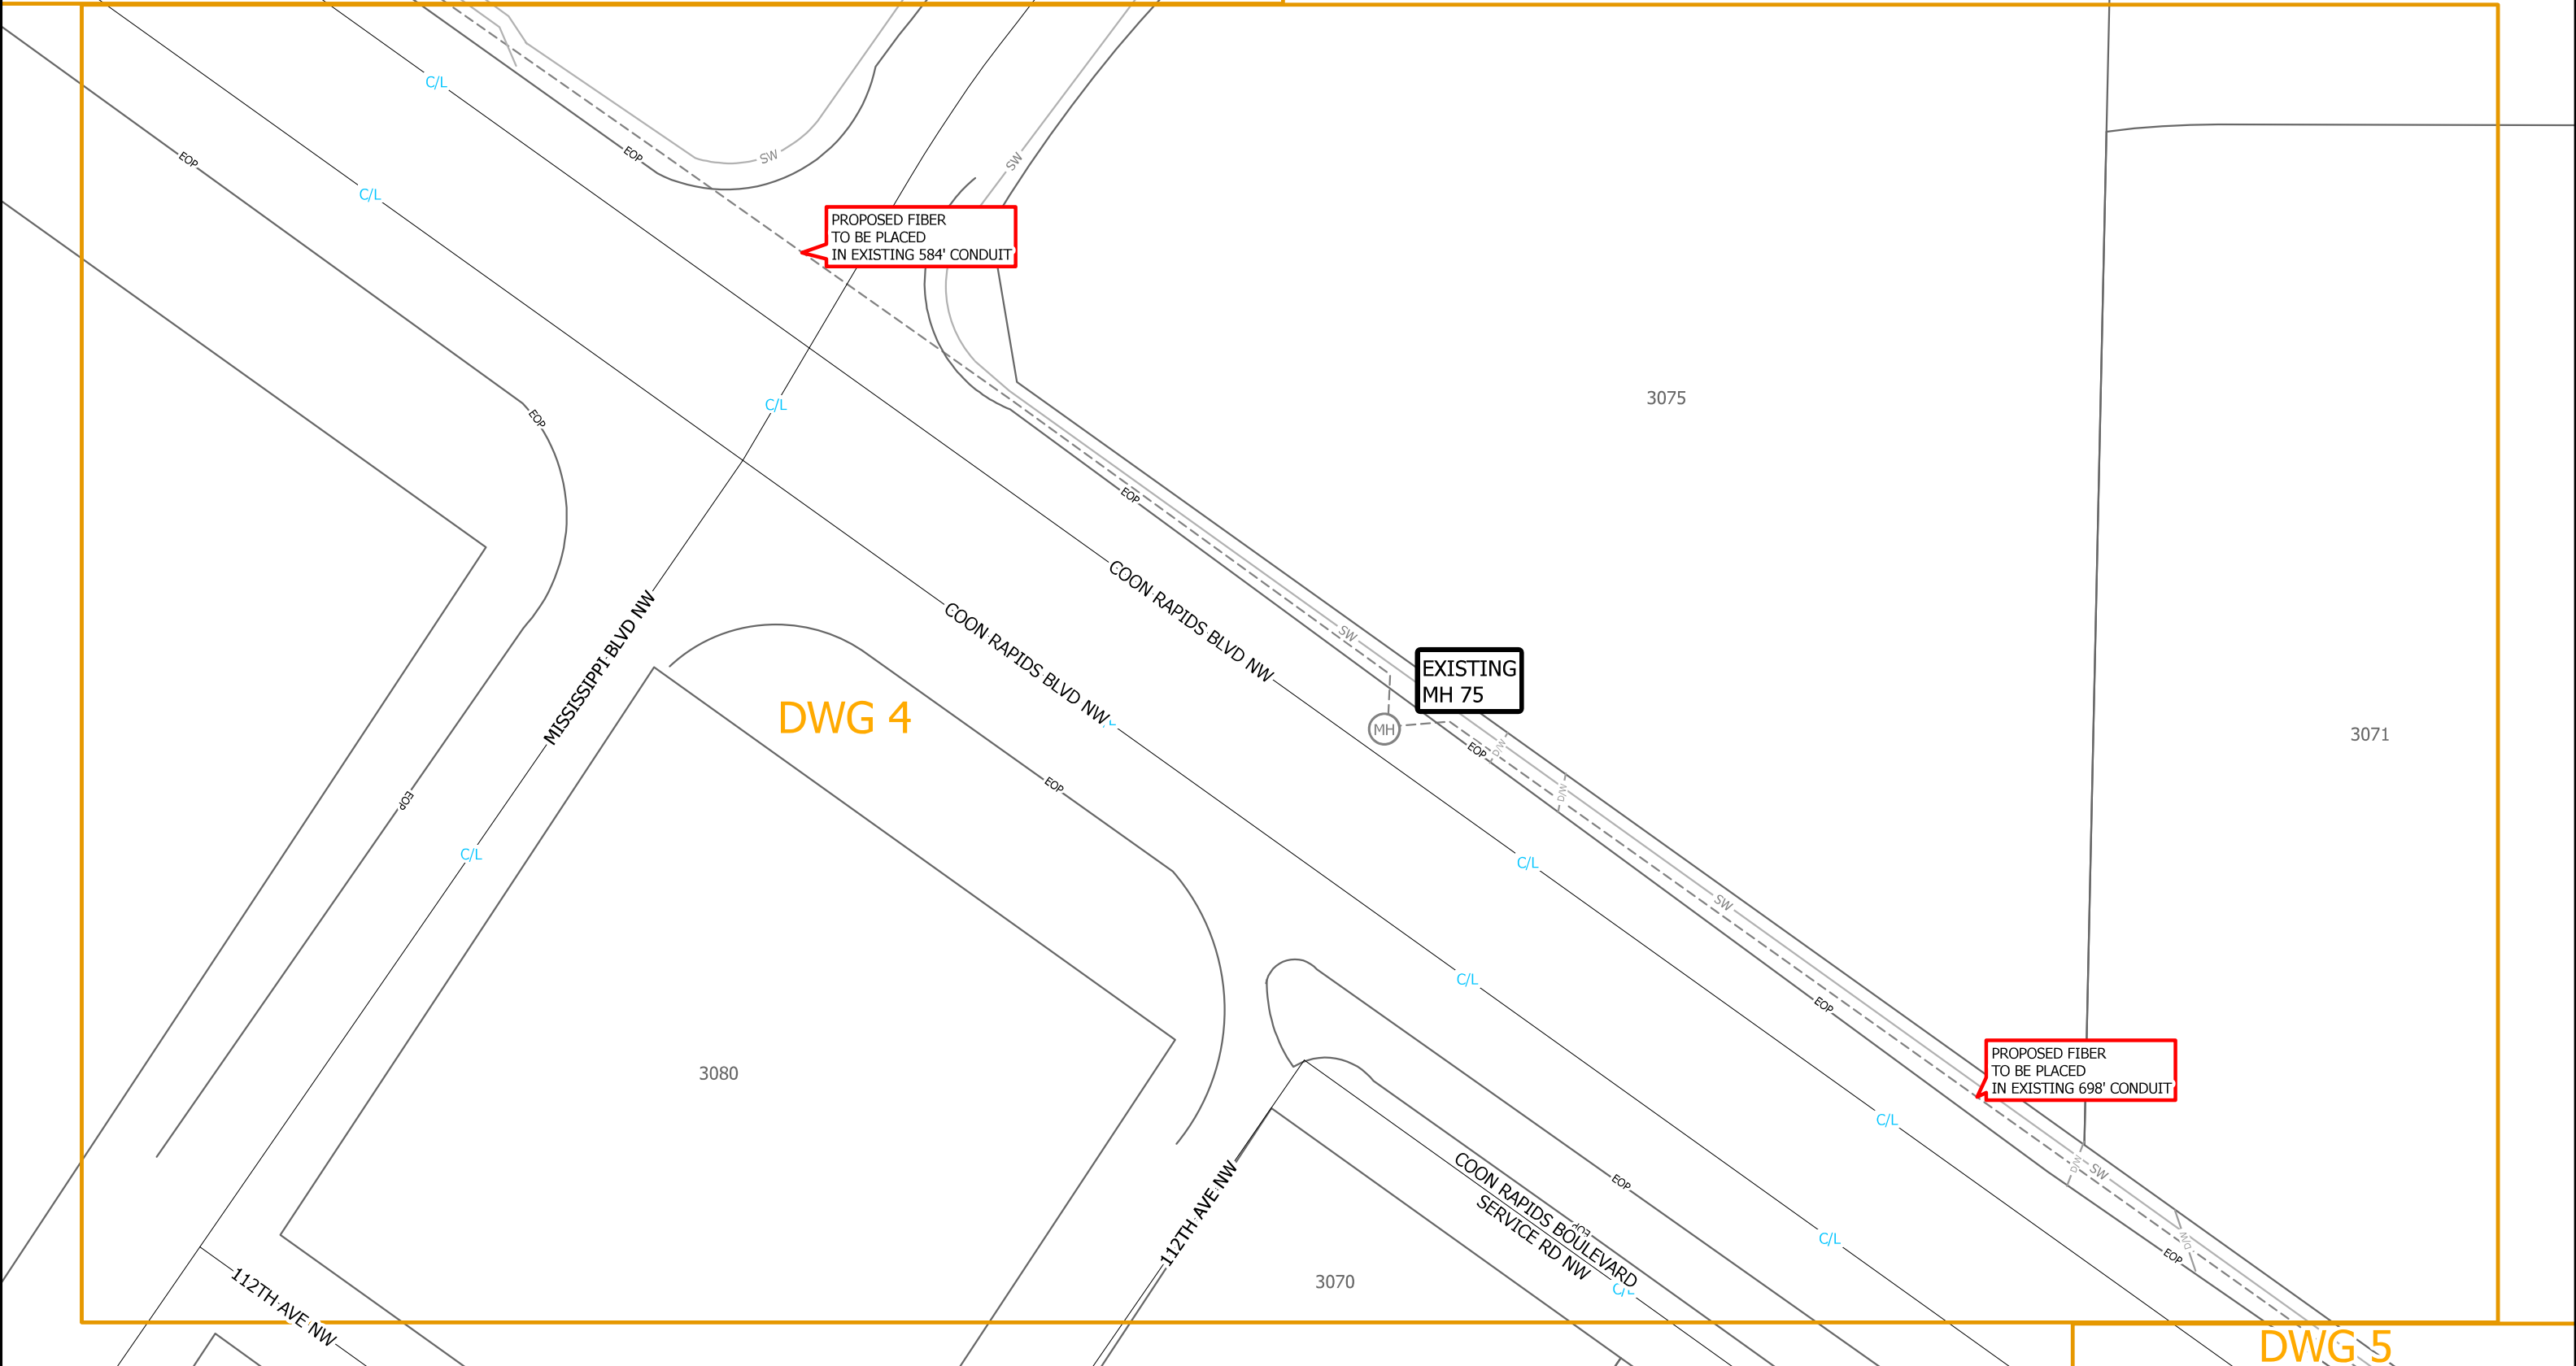 C/L
EOP
EOP
SW
SW
C/L
PROPOSED FIBER
TO BE PLACED
IN EXISTING 584' CONDUIT
C/L
3075
EOP
EOP
COON RAPIDS BLVD NW
COON RAPIDS BLVD NW
MISSISSIPPI BLVD NW
SW
EXISTING
MH 75
MH
DWG 4
3071
EOP
D/W
EOP
D/W
EOP
C/L
C/L
SW
C/L
EOP
PROPOSED FIBER
TO BE PLACED
IN EXISTING 698' CONDUIT
3080
C/L
COON RAPIDS BOULEVARD
SERVICE RD NW
EOP
EOP
112TH AVE NW
D/W
SW
C/L
D/W
EOP
3070
C/L
112TH AVE NW
DWG 5